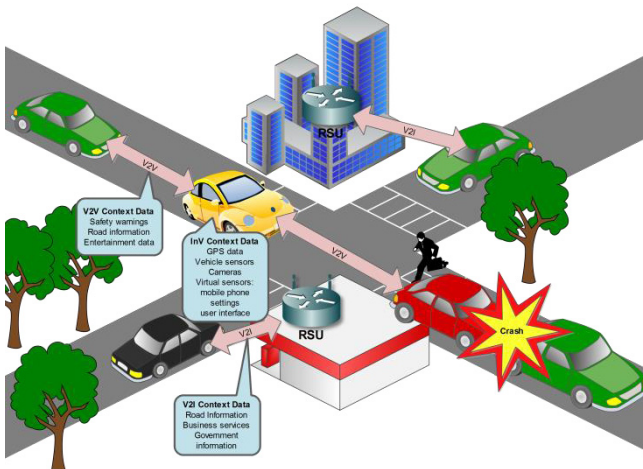 RSU
V2I
V2V
V2V Context Data
Safety warnings
Road information
Entertainment data
InV Context Data
GPS data
Vehicle sensors
Cameras
Virtual sensors:
mobile phone
settings
user interface
V2V
RSU
V2I
Crash
V2I Context Data
Road Information
Business services
Government
information